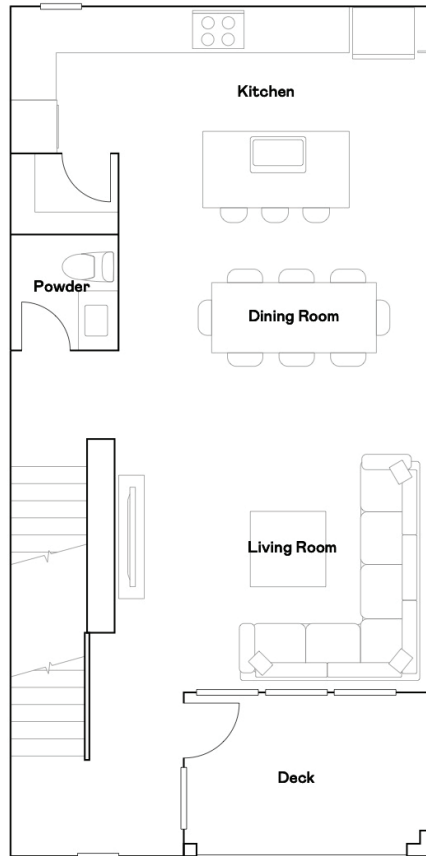 Kitchen
Powder
Dining Room
Living Room
Deck